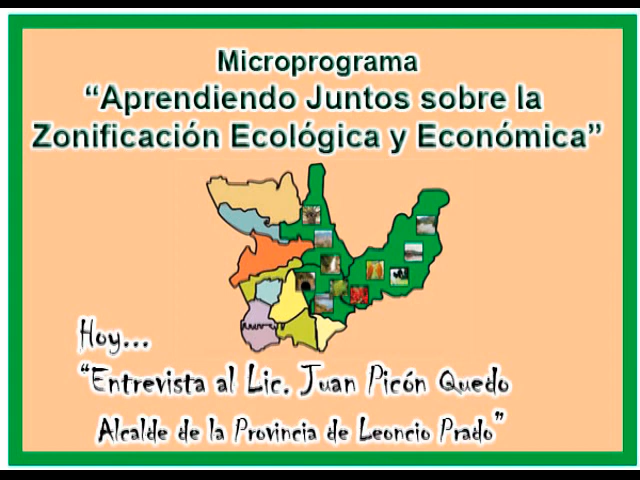 Microprograma
“Aprendiendo Juntos sobre la
Zonificación Ecológica y Económica”
Hoy...
“Entrevista al Lic. Juan Picón Quedo
Alcalde de la Provincia de Leoncio Prado”